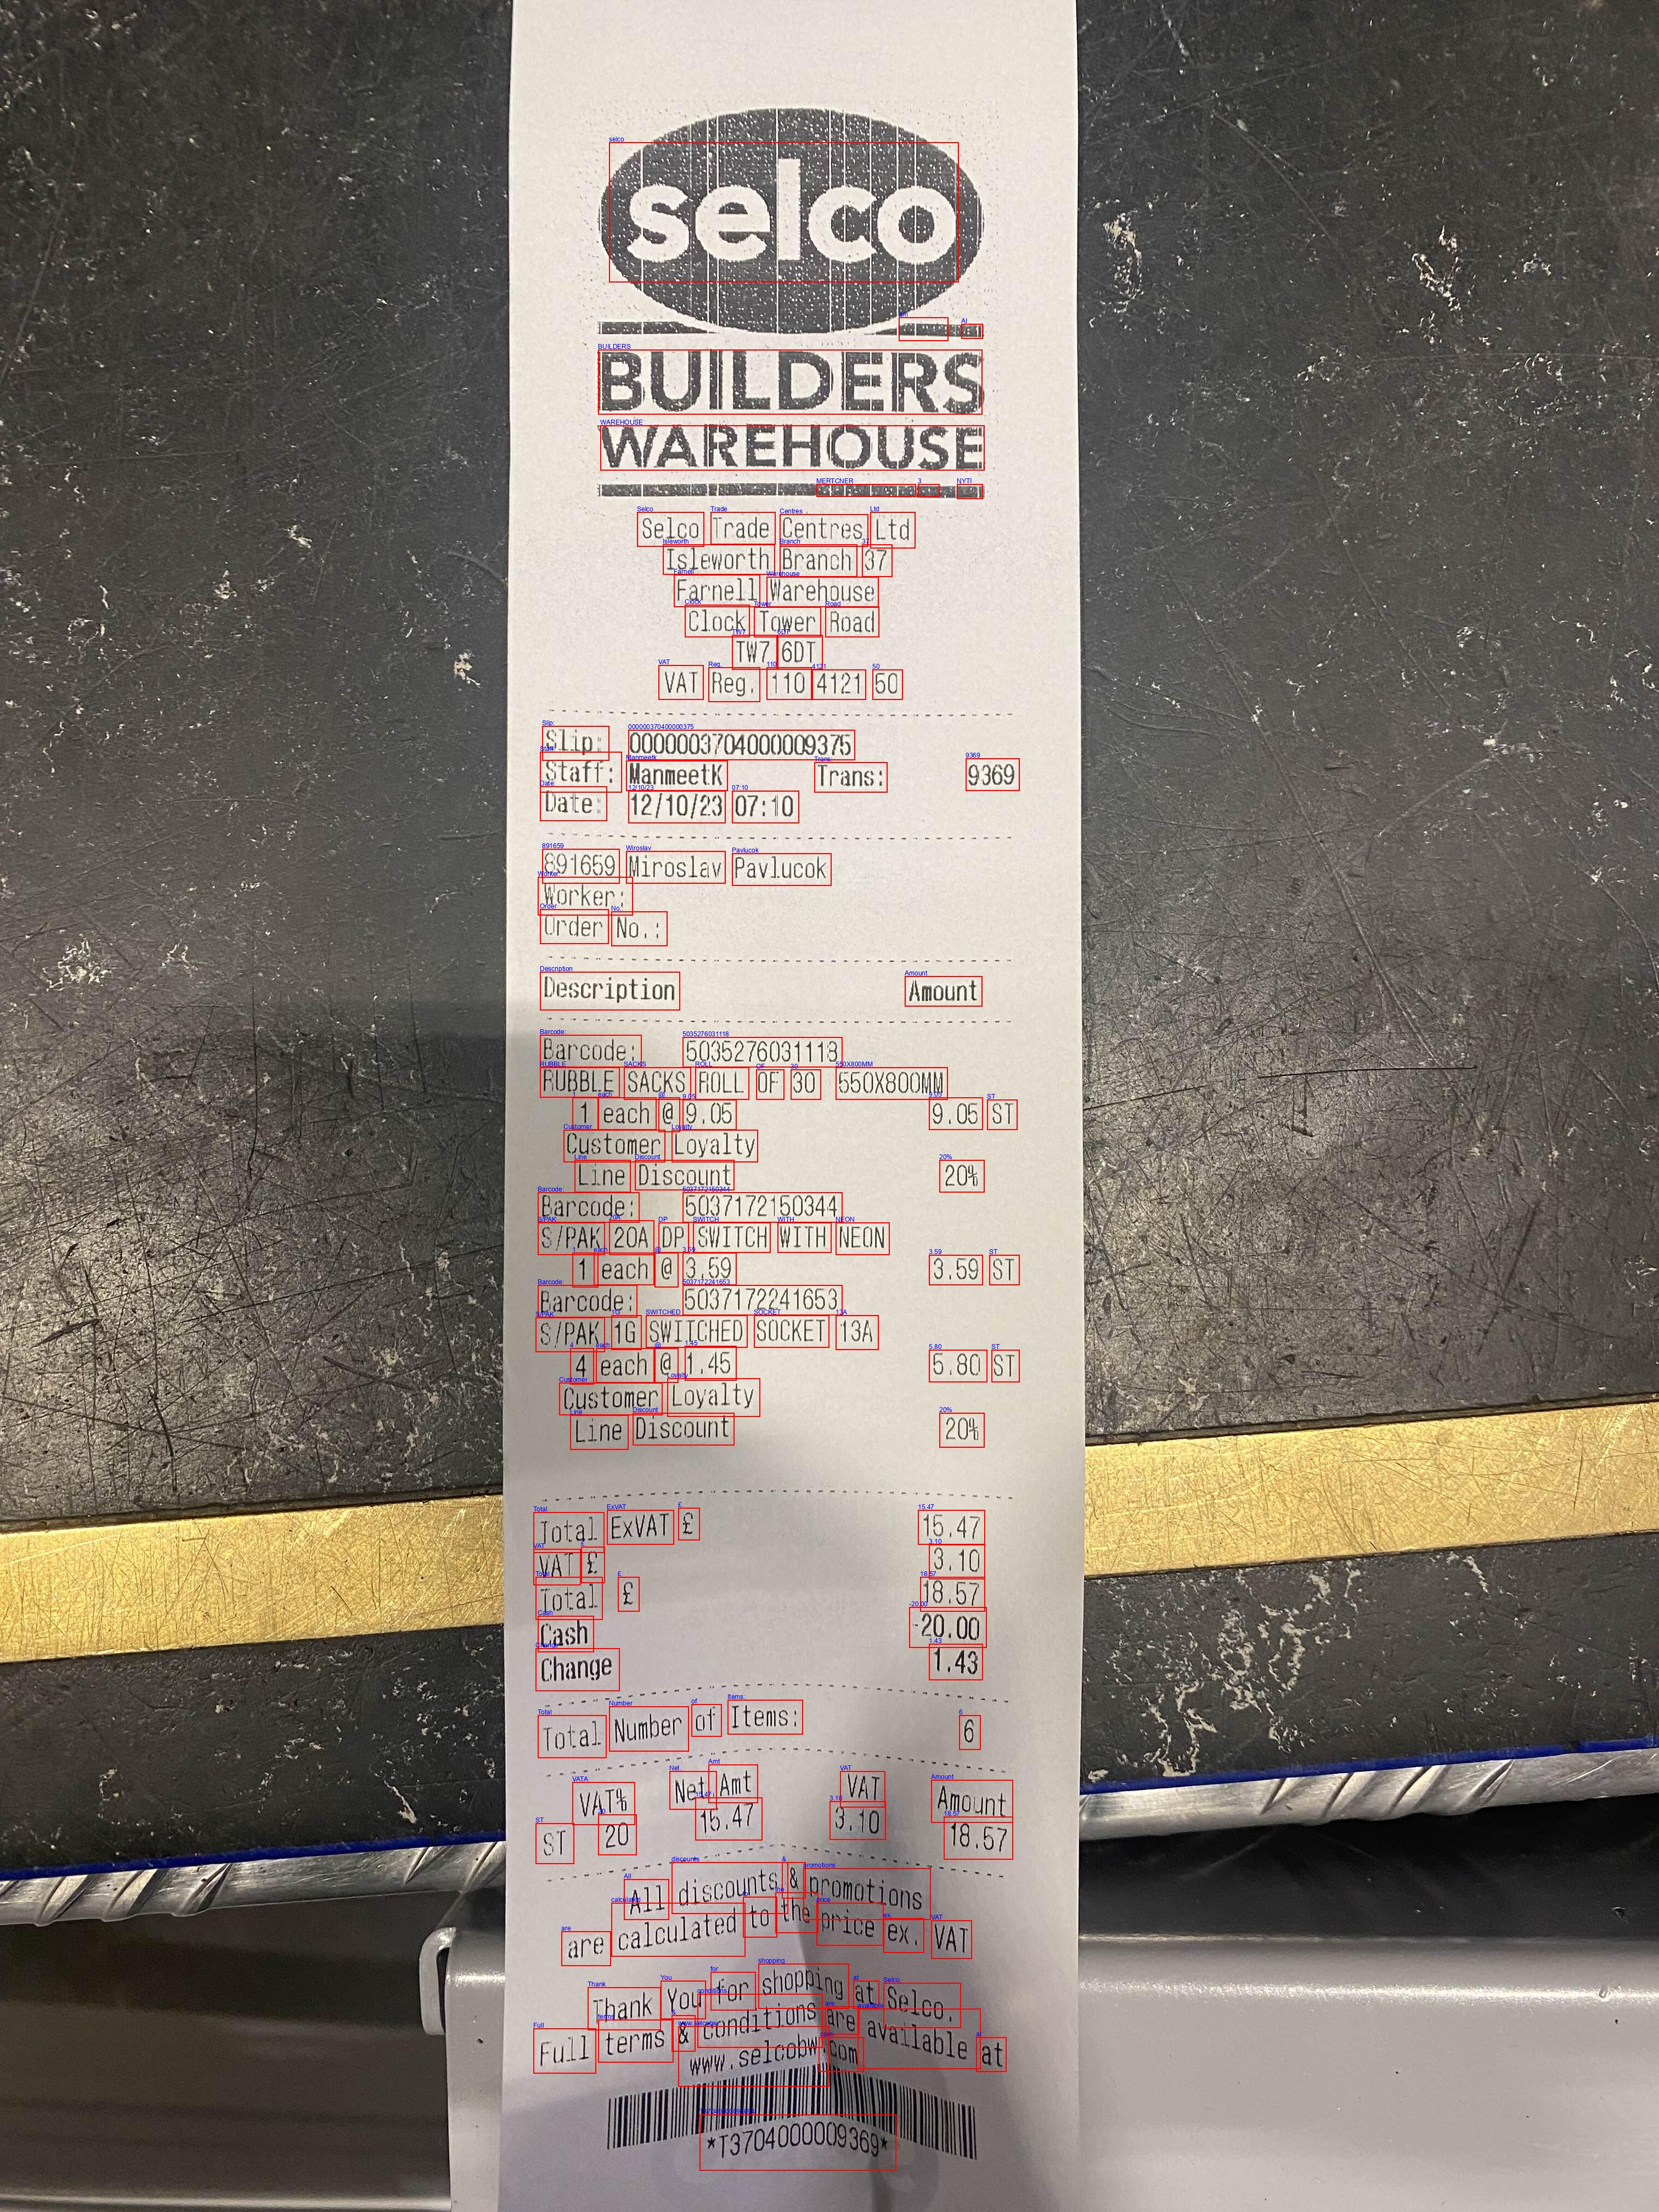 selco
BUILDERS
WAREHOUSE
Selco Trade Centres Ltd
Isleworth Branch 37
Farnell Warehouse
Clock Tower Road
TW7 6DT
VAT Reg. 110 4121 50
Slip: 0000003704000009375
Staff: ManmeetK Trans: 9369
Date: 12/10/23 07:10
891659 Miroslav Pavlucok
Worker:
Order No.:
Description Amount
Barcode: 5035276031118
RUBBLE SACKS ROLL OF 30 550X800MM
1 each @ 9.05 9.05 ST
Customer Loyalty
Line Discount 20%
Barcode: 5037172150344
S/PAK 20A DP SWITCH WITH NEON
1 each @ 3.59 3.59 ST
Barcode: 5037172241653
S/PAK 1G SWITCHED SOCKET 13A
4 each @ 1.45 5.80 ST
Customer Loyalty
Line Discount 20%
Total ExVAT £ 15.47
VAT £ 3.10
Total £ 18.57
Cash -20.00
Change 1.43
Total Number of Items: 6
VAT% Net. Amt VAT Amount
ST 20 15.47 3.10 18.57
All discounts & promotions
are calculated to the price ex. VAT
Thank You for shopping at Selco.
Full terms & conditions are available at
www.selcobw.com
*T3704000009369*